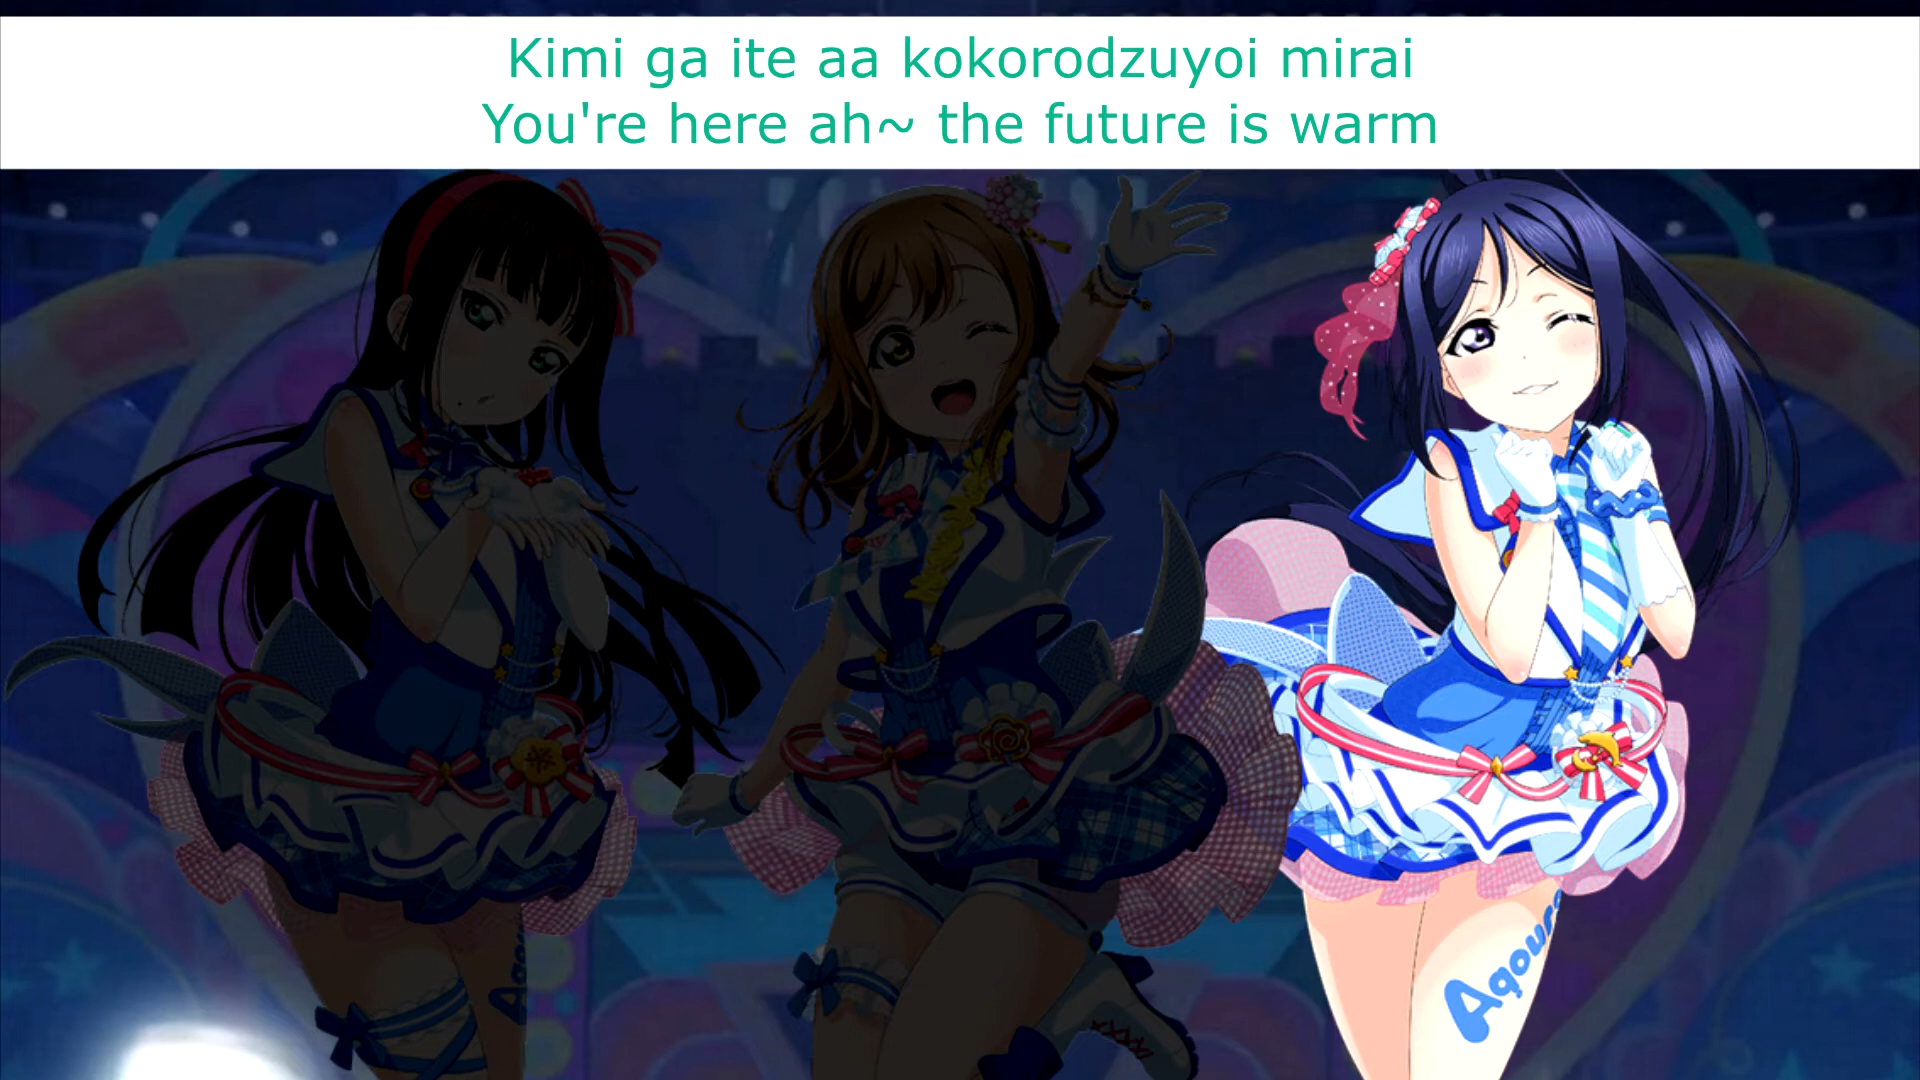 Kimi ga ite aa kokorodzuyoi mirai
You're here ah~ the future is warm
Aqours